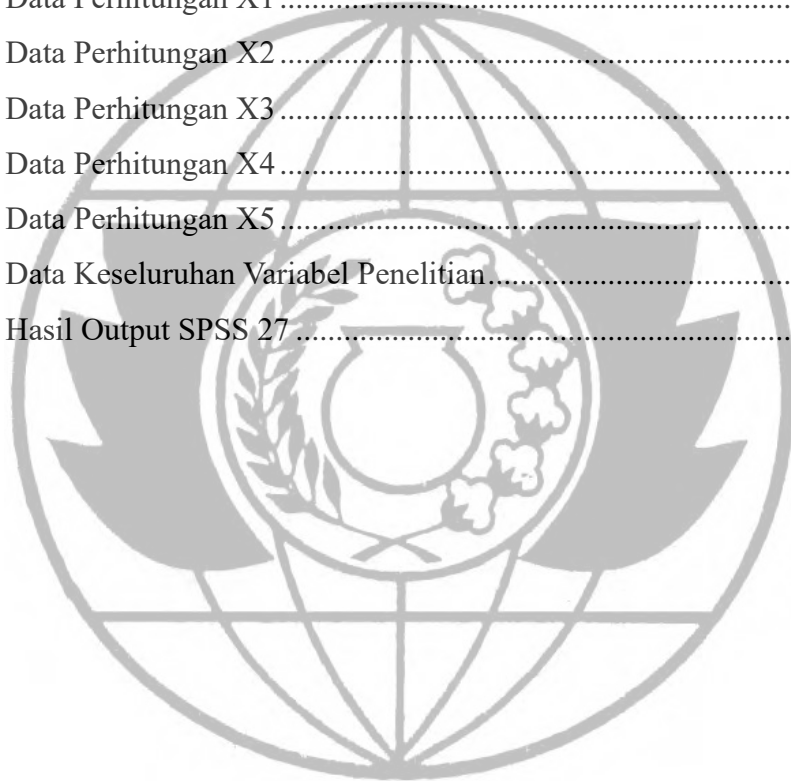 Data Perhitungan X1..............................................................
Data Perhitungan X2..............................................................
Data Perhitungan X3..............................................................
Data Perhitungan X4..............................................................
Data Perhitungan X5..............................................................
Data Keseluruhan Variabel Penelitian.....................................
Hasil Output SPSS 27............................................................